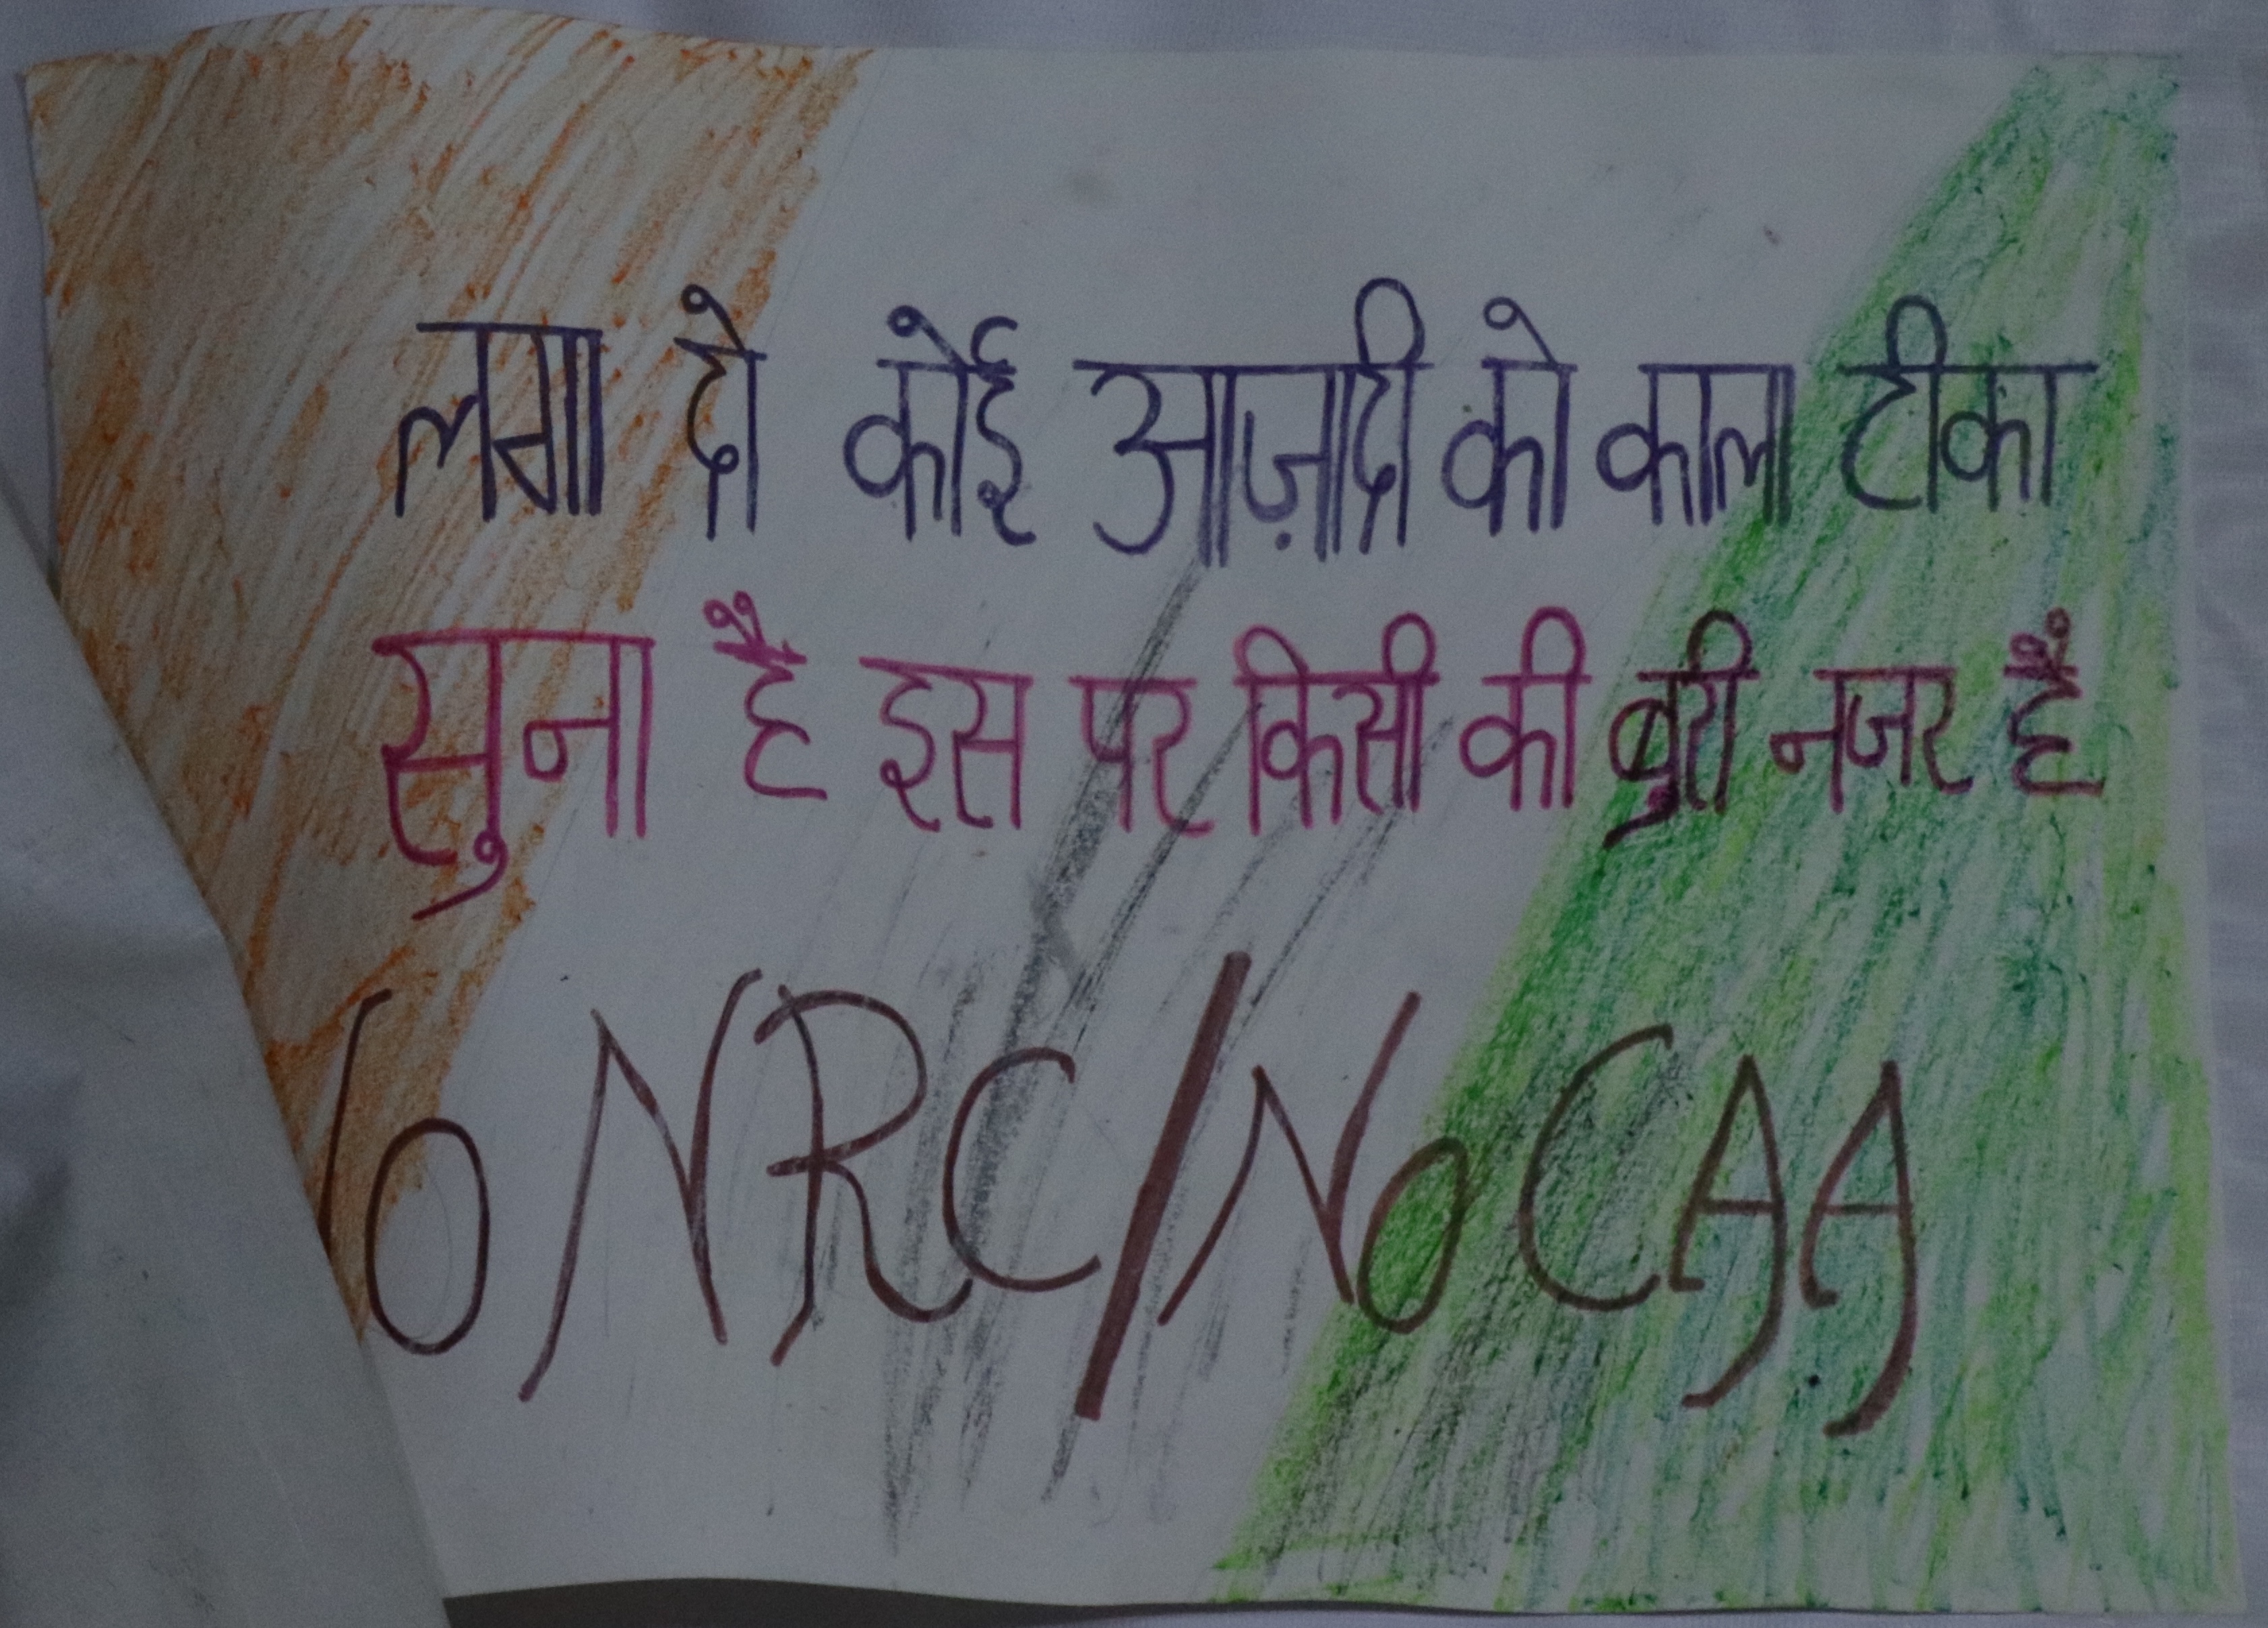 लगा दो कोई आज़ादी को काला टीका
सुना है इस पर किसी की बुरी नजर है
No NRC/No CAA